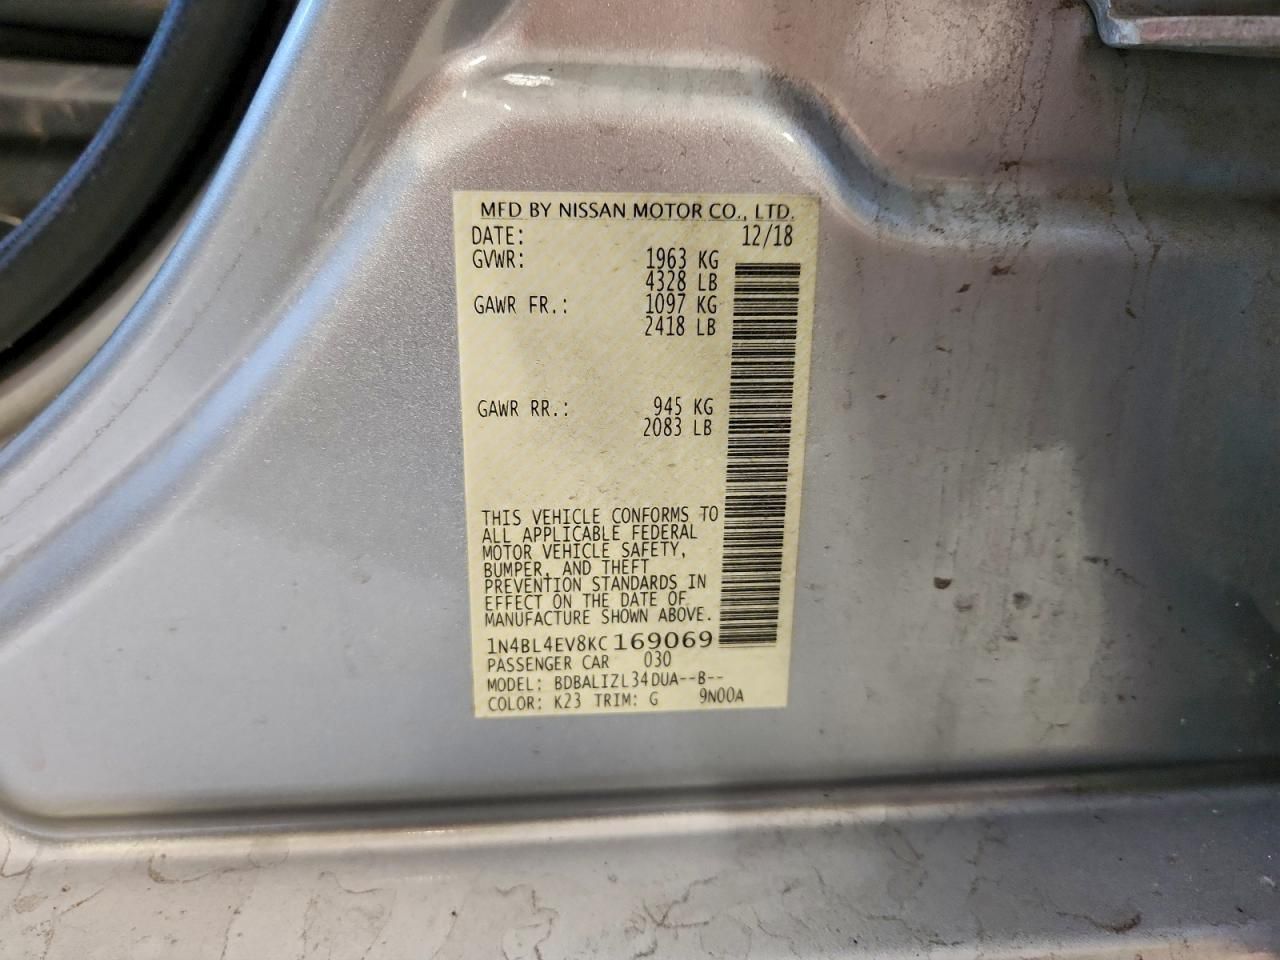 MFD BY NISSAN MOTOR CO., LTD.
DATE: 12/18
GVWR: 1963 KG
4328 LB
GAWR FR.: 1097 KG
2418 LB
GAWR RR.: 945 KG
2083 LB
THIS VEHICLE CONFORMS TO
ALL APPLICABLE FEDERAL
MOTOR VEHICLE SAFETY,
BUMPER, AND THEFT
PREVENTION STANDARDS IN
EFFECT ON THE DATE OF
MANUFACTURE SHOWN ABOVE.
1N4BL4EV8KC169069
PASSENGER CAR 030
MODEL: BDBALIZL34DUA--B--
COLOR: K23 TRIM: G 9N00A